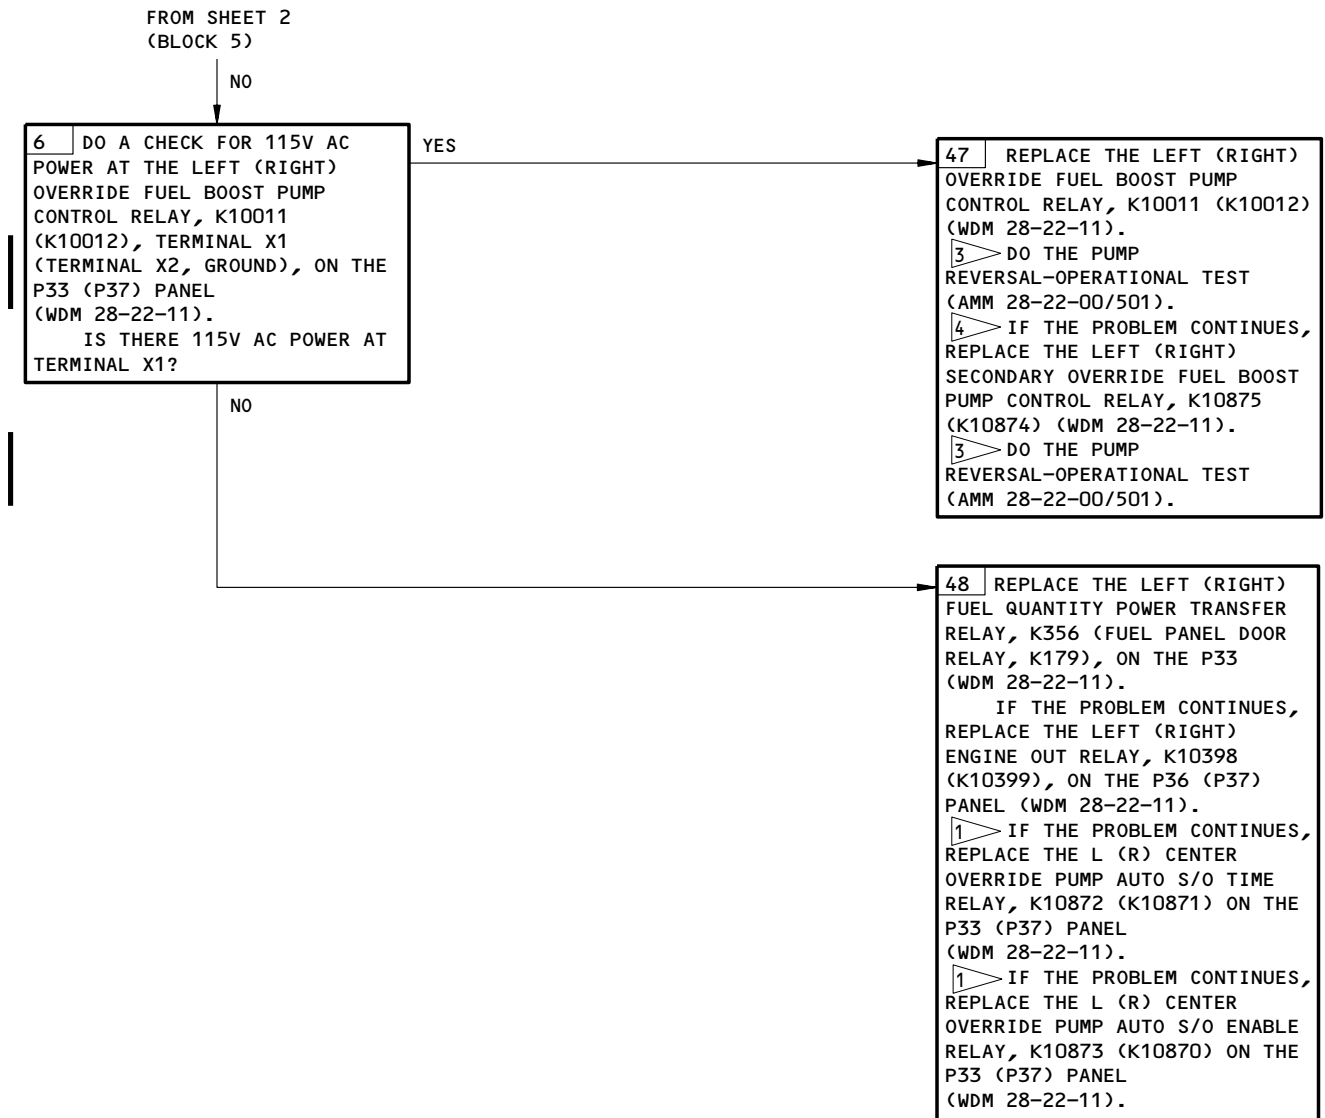 FROM SHEET 2
(BLOCK 5)
NO
6 DO A CHECK FOR 115V AC
POWER AT THE LEFT (RIGHT)
OVERRIDE FUEL BOOST PUMP
CONTROL RELAY, K10011
(K10012), TERMINAL X1
(TERMINAL X2, GROUND), ON THE
P33 (P37) PANEL
(WDM 28-22-11).
IS THERE 115V AC POWER AT
TERMINAL X1?
YES
NO
47 REPLACE THE LEFT (RIGHT)
OVERRIDE FUEL BOOST PUMP
CONTROL RELAY, K10011 (K10012)
(WDM 28-22-11).
3 DO THE PUMP
REVERSAL-OPERATIONAL TEST
(AMM 28-22-00/501).
4 IF THE PROBLEM CONTINUES,
REPLACE THE LEFT (RIGHT)
SECONDARY OVERRIDE FUEL BOOST
PUMP CONTROL RELAY, K10875
(K10874) (WDM 28-22-11).
3 DO THE PUMP
REVERSAL-OPERATIONAL TEST
(AMM 28-22-00/501).
48 REPLACE THE LEFT (RIGHT)
FUEL QUANTITY POWER TRANSFER
RELAY, K356 (FUEL PANEL DOOR
RELAY, K179), ON THE P33
(WDM 28-22-11).
IF THE PROBLEM CONTINUES,
REPLACE THE LEFT (RIGHT)
ENGINE OUT RELAY, K10398
(K10399), ON THE P36 (P37)
PANEL (WDM 28-22-11).
1 IF THE PROBLEM CONTINUES,
REPLACE THE L (R) CENTER
OVERRIDE PUMP AUTO S/O TIME
RELAY, K10872 (K10871) ON THE
P33 (P37) PANEL
(WDM 28-22-11).
1 IF THE PROBLEM CONTINUES,
REPLACE THE L (R) CENTER
OVERRIDE PUMP AUTO S/O ENABLE
RELAY, K10873 (K10870) ON THE
P33 (P37) PANEL
(WDM 28-22-11).